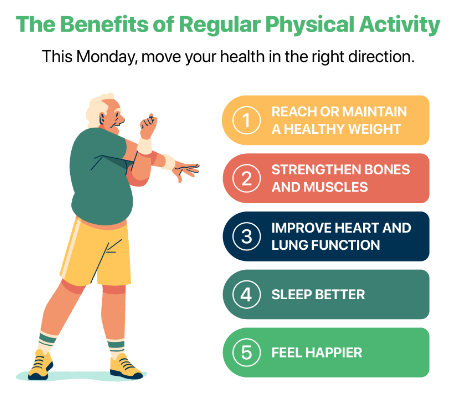 The Benefits of Regular Physical Activity
This Monday, move your health in the right direction.
1 REACH OR MAINTAIN
A HEALTHY WEIGHT
2 STRENGTHEN BONES
AND MUSCLES
3 IMPROVE HEART AND
LUNG FUNCTION
4 SLEEP BETTER
5 FEEL HAPPIER